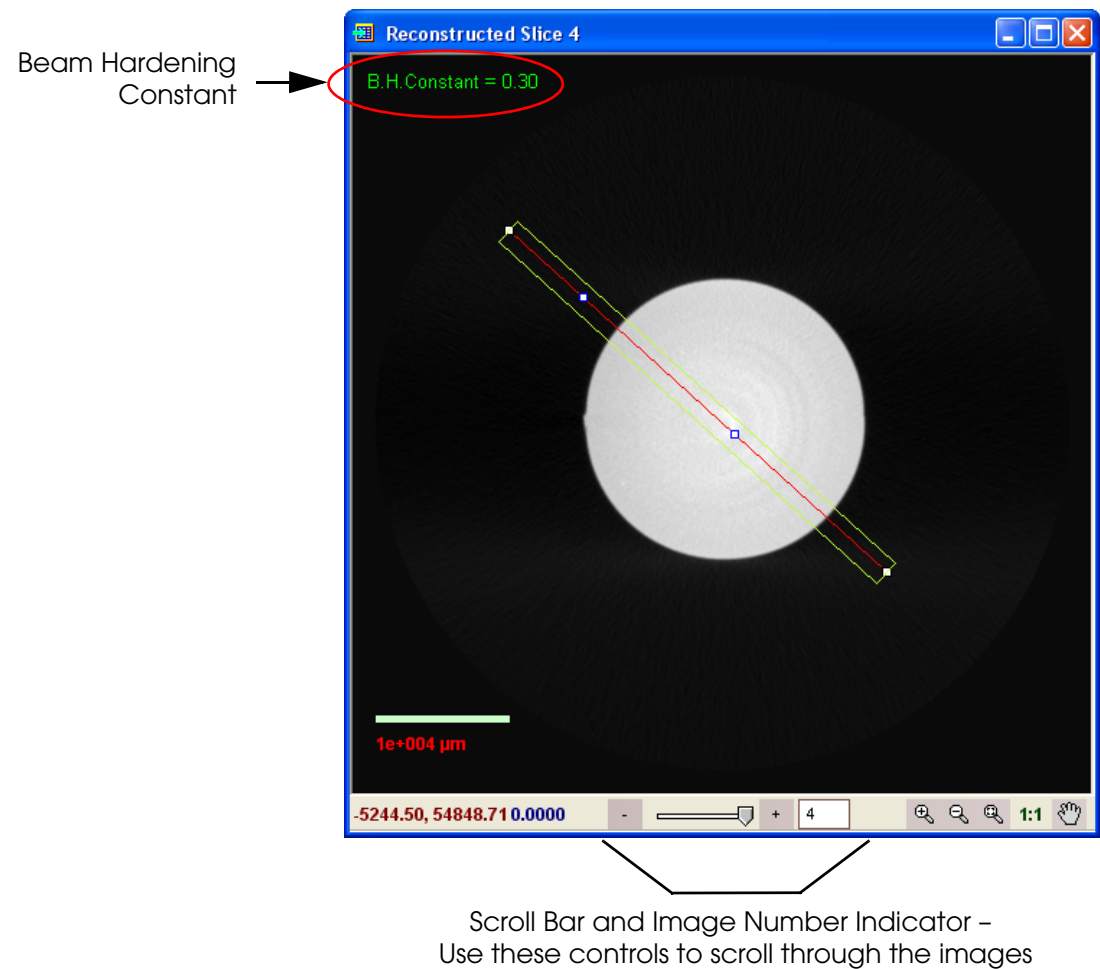 Reconstructed Slice 4
Beam Hardening
Constant
B.H.Constant = 0.30
1e+004 µm
-5244.50, 54848.71 0.0000 - + 4 1:1
Scroll Bar and Image Number Indicator –
Use these controls to scroll through the images